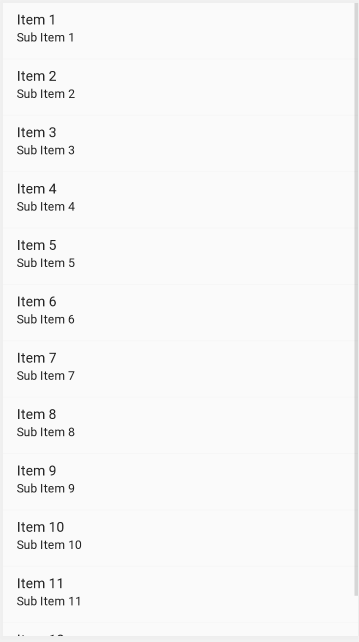 Item 1
Sub Item 1
Item 2
Sub Item 2
Item 3
Sub Item 3
Item 4
Sub Item 4
Item 5
Sub Item 5
Item 6
Sub Item 6
Item 7
Sub Item 7
Item 8
Sub Item 8
Item 9
Sub Item 9
Item 10
Sub Item 10
Item 11
Sub Item 11